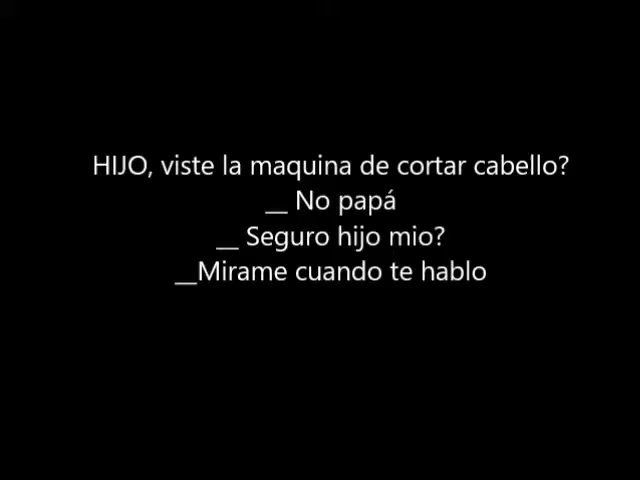 HIJO, viste la maquina de cortar cabello?
__ No papá
__ Seguro hijo mio?
__Mirame cuando te hablo